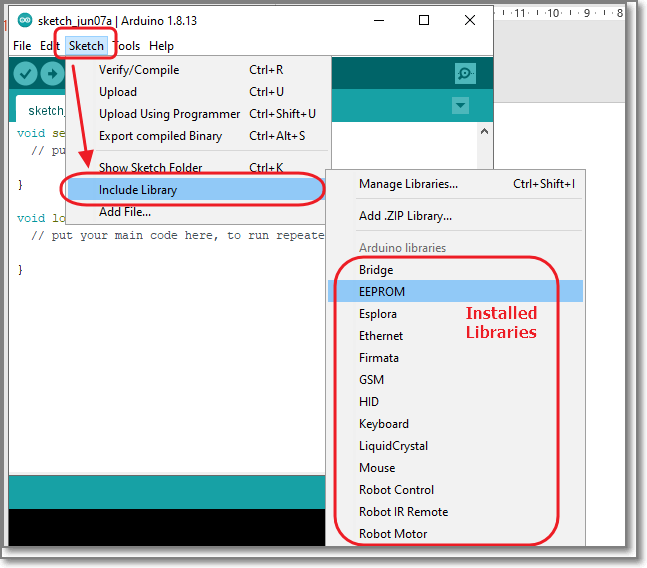 sketch_jun07a | Arduino 1.8.13
11 10 9 8
File Edit Sketch Tools Help
Verify/Compile Ctrl+R
Upload Ctrl+U
Upload Using Programmer Ctrl+Shift+U
Export compiled Binary Ctrl+Alt+S
Show Sketch Folder Ctrl+K
Include Library
Add File...
sketch_
void se
// pu
}
void lo
// put your main code here, to run repeate
}
Manage Libraries... Ctrl+Shift+I
Add .ZIP Library...
Arduino libraries
Bridge
EEPROM
Esplora
Ethernet
Firmata
GSM
HID
Keyboard
LiquidCrystal
Mouse
Robot Control
Robot IR Remote
Robot Motor
Installed
Libraries